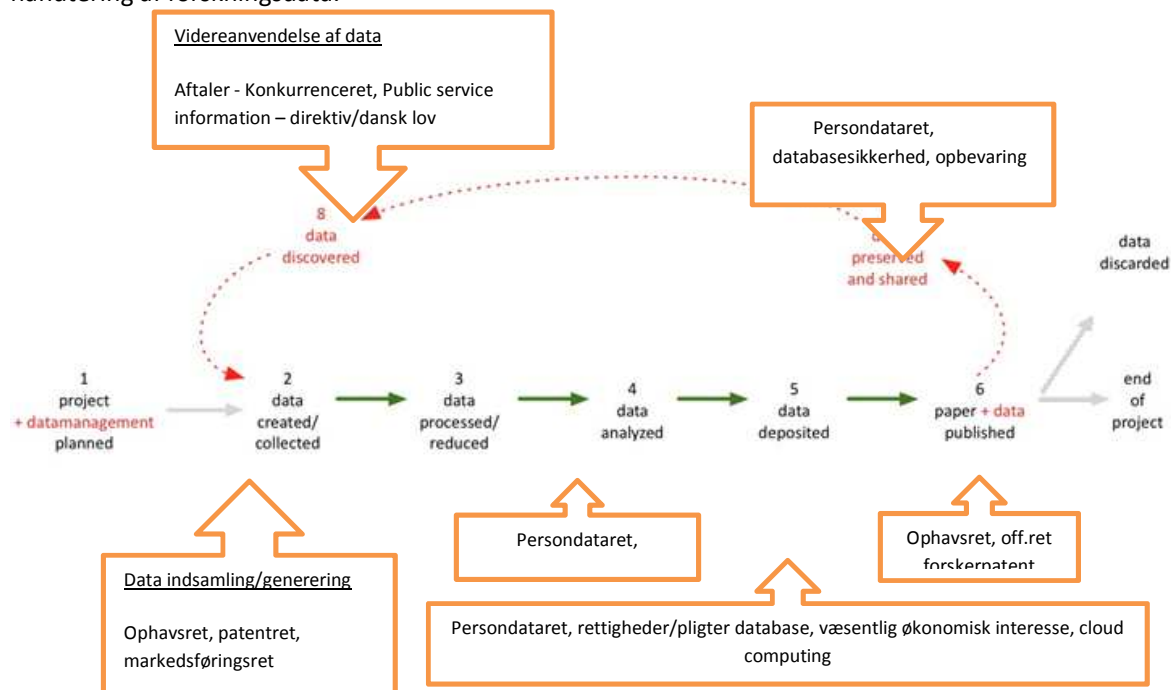 Videreanvendelse af data
Aftaler - Konkurrenceret, Public service
information – direktiv/dansk lov
Persondataret,
databasesikkerhed, opbevaring
8
data
discovered
preserved
and shared
data
discarded
1
project
+ datamanagement
planned
2
data
created/
collected
3
data
processed/
reduced
4
data
analyzed
5
data
deposited
6
paper + data
published
end
of
project
Data indsamling/generering
Ophavsret, patentret,
markedsføringsret
Persondataret,
Ophavsret, off.ret
forskerpatent
Persondataret, rettigheder/pligter database, væsentlig økonomisk interesse, cloud
computing